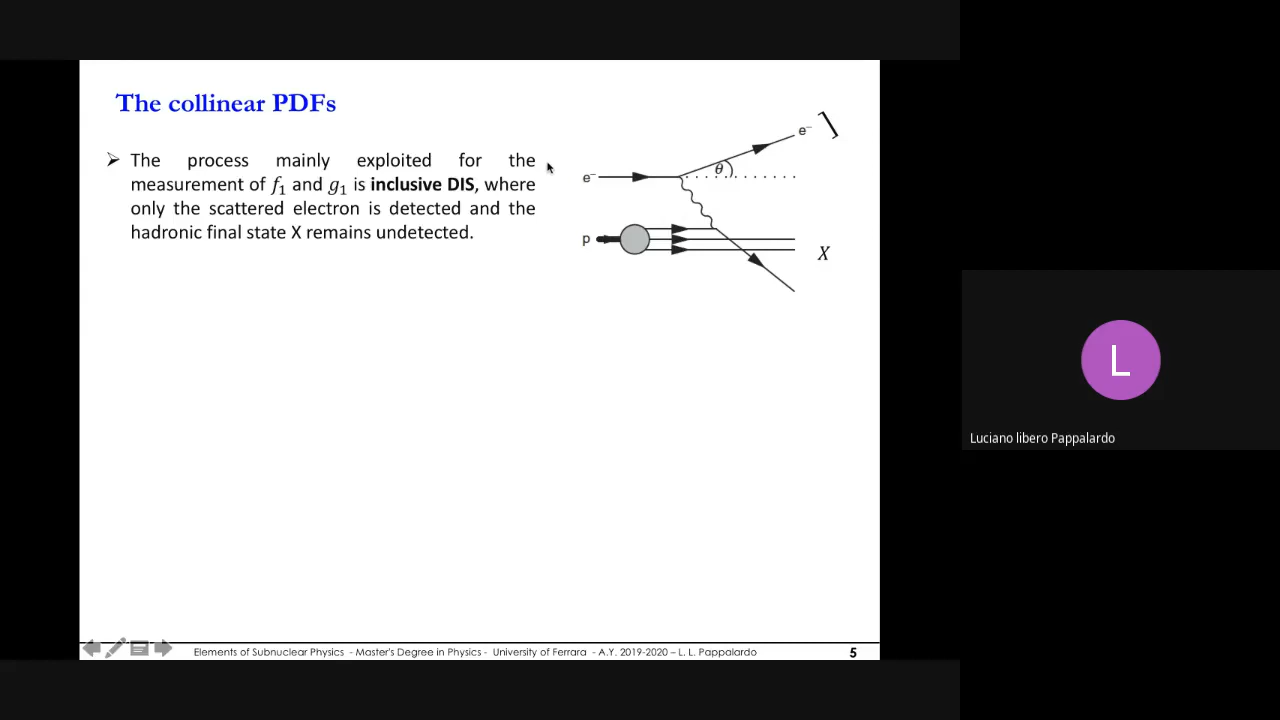 The collinear PDFs
➢ The process mainly exploited for the
measurement of f₁ and g₁ is inclusive DIS, where
only the scattered electron is detected and the
hadronic final state X remains undetected.
e⁻
θ
e⁻
p
X
L
Luciano libero Pappalardo
Elements of Subnuclear Physics - Master's Degree in Physics - University of Ferrara - A.Y. 2019-2020 – L. L. Pappalardo
5